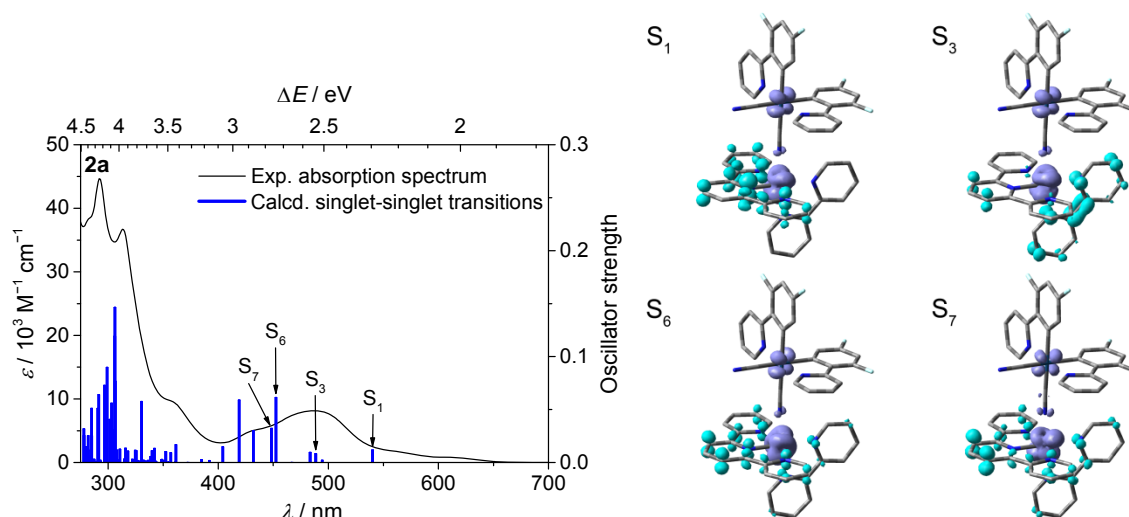 ΔE / eV
4.5 4 3.5 3 2.5 2
50
40
30
20
10
0
ε / 10³ M⁻¹ cm⁻¹
2a
Exp. absorption spectrum
Calcd. singlet-singlet transitions
S₇
S₆
S₃
S₁
0.3
0.2
0.1
0.0
Oscillator strength
300 400 500 600 700
λ / nm
S₁
S₃
S₆
S₇